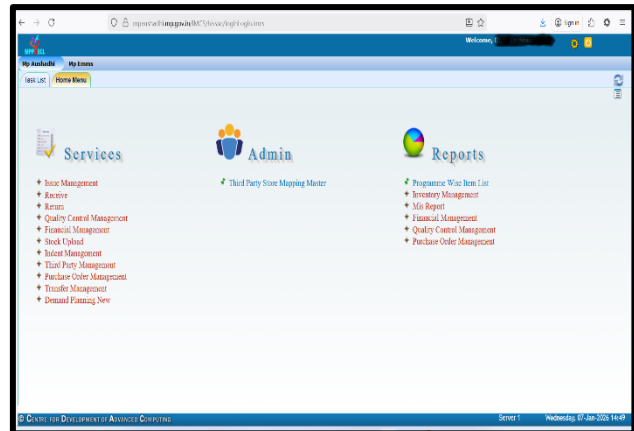 Sign in
Welcome,
Mp Aushadhi Mp Emms
Task List Home Menu
Services
Issue Management
Receive
Return
Quality Control Management
Financial Management
Stock Upload
Indent Management
Third Party Management
Purchase Order Management
Transfer Management
Demand Planning New
Admin
Third Party Store Mapping Master
Reports
Programme Wise Item List
Inventory Management
Mis Report
Financial Management
Quality Control Management
Purchase Order Management
© CENTRE FOR DEVELOPMENT OF ADVANCED COMPUTING Server 1 Wednesday, 07-Jan-2026 14:49